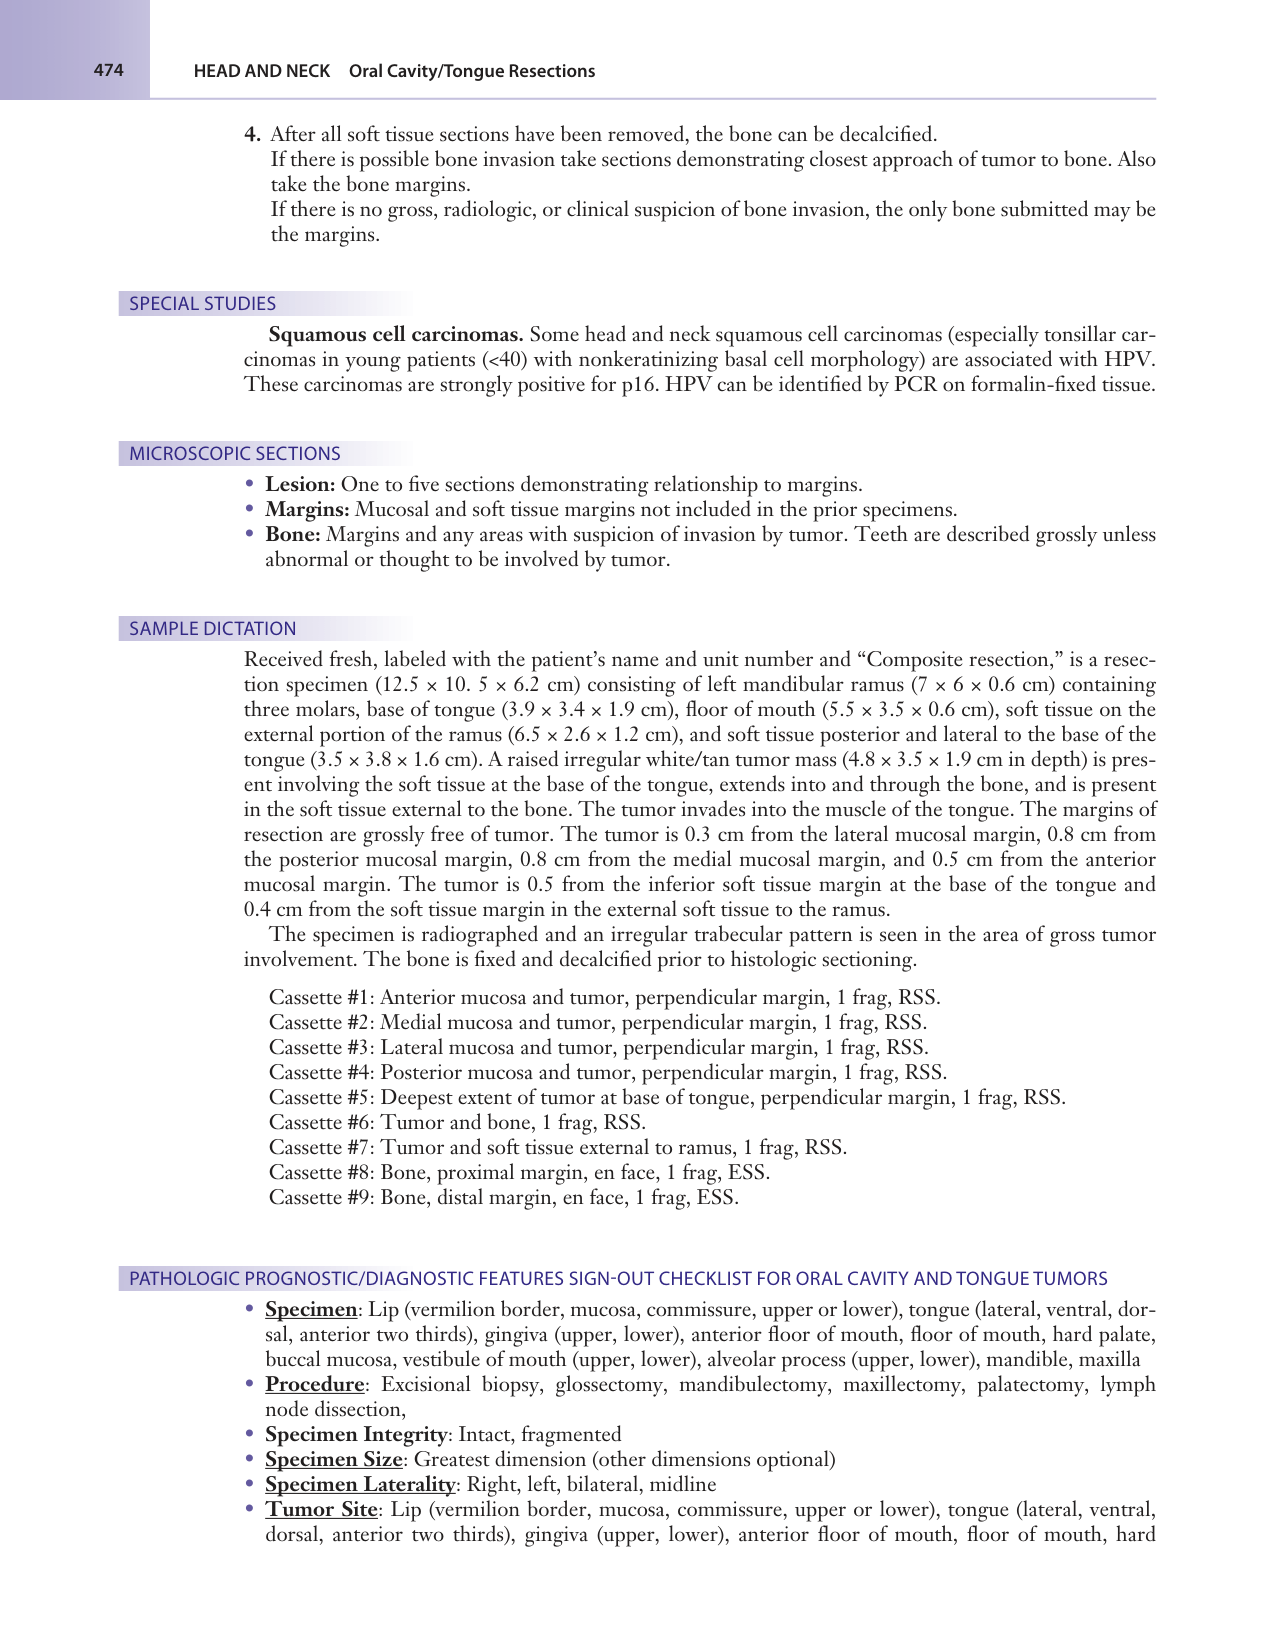 474 HEAD AND NECK Oral Cavity/Tongue Resections
4. After all soft tissue sections have been removed, the bone can be decalcified.
If there is possible bone invasion take sections demonstrating closest approach of tumor to bone. Also
take the bone margins.
If there is no gross, radiologic, or clinical suspicion of bone invasion, the only bone submitted may be
the margins.
SPECIAL STUDIES
Squamous cell carcinomas. Some head and neck squamous cell carcinomas (especially tonsillar car-
cinomas in young patients (<40) with nonkeratinizing basal cell morphology) are associated with HPV.
These carcinomas are strongly positive for p16. HPV can be identified by PCR on formalin-fixed tissue.
MICROSCOPIC SECTIONS
• Lesion: One to five sections demonstrating relationship to margins.
• Margins: Mucosal and soft tissue margins not included in the prior specimens.
• Bone: Margins and any areas with suspicion of invasion by tumor. Teeth are described grossly unless
abnormal or thought to be involved by tumor.
SAMPLE DICTATION
Received fresh, labeled with the patient’s name and unit number and “Composite resection,” is a resec-
tion specimen (12.5 × 10. 5 × 6.2 cm) consisting of left mandibular ramus (7 × 6 × 0.6 cm) containing
three molars, base of tongue (3.9 × 3.4 × 1.9 cm), floor of mouth (5.5 × 3.5 × 0.6 cm), soft tissue on the
external portion of the ramus (6.5 × 2.6 × 1.2 cm), and soft tissue posterior and lateral to the base of the
tongue (3.5 × 3.8 × 1.6 cm). A raised irregular white/tan tumor mass (4.8 × 3.5 × 1.9 cm in depth) is pres-
ent involving the soft tissue at the base of the tongue, extends into and through the bone, and is present
in the soft tissue external to the bone. The tumor invades into the muscle of the tongue. The margins of
resection are grossly free of tumor. The tumor is 0.3 cm from the lateral mucosal margin, 0.8 cm from
the posterior mucosal margin, 0.8 cm from the medial mucosal margin, and 0.5 cm from the anterior
mucosal margin. The tumor is 0.5 from the inferior soft tissue margin at the base of the tongue and
0.4 cm from the soft tissue margin in the external soft tissue to the ramus.
The specimen is radiographed and an irregular trabecular pattern is seen in the area of gross tumor
involvement. The bone is fixed and decalcified prior to histologic sectioning.
Cassette #1: Anterior mucosa and tumor, perpendicular margin, 1 frag, RSS.
Cassette #2: Medial mucosa and tumor, perpendicular margin, 1 frag, RSS.
Cassette #3: Lateral mucosa and tumor, perpendicular margin, 1 frag, RSS.
Cassette #4: Posterior mucosa and tumor, perpendicular margin, 1 frag, RSS.
Cassette #5: Deepest extent of tumor at base of tongue, perpendicular margin, 1 frag, RSS.
Cassette #6: Tumor and bone, 1 frag, RSS.
Cassette #7: Tumor and soft tissue external to ramus, 1 frag, RSS.
Cassette #8: Bone, proximal margin, en face, 1 frag, ESS.
Cassette #9: Bone, distal margin, en face, 1 frag, ESS.
PATHOLOGIC PROGNOSTIC/DIAGNOSTIC FEATURES SIGN-OUT CHECKLIST FOR ORAL CAVITY AND TONGUE TUMORS
• Specimen: Lip (vermilion border, mucosa, commissure, upper or lower), tongue (lateral, ventral, dor-
sal, anterior two thirds), gingiva (upper, lower), anterior floor of mouth, floor of mouth, hard palate,
buccal mucosa, vestibule of mouth (upper, lower), alveolar process (upper, lower), mandible, maxilla
• Procedure: Excisional biopsy, glossectomy, mandibulectomy, maxillectomy, palatectomy, lymph
node dissection,
• Specimen Integrity: Intact, fragmented
• Specimen Size: Greatest dimension (other dimensions optional)
• Specimen Laterality: Right, left, bilateral, midline
• Tumor Site: Lip (vermilion border, mucosa, commissure, upper or lower), tongue (lateral, ventral,
dorsal, anterior two thirds), gingiva (upper, lower), anterior floor of mouth, floor of mouth, hard